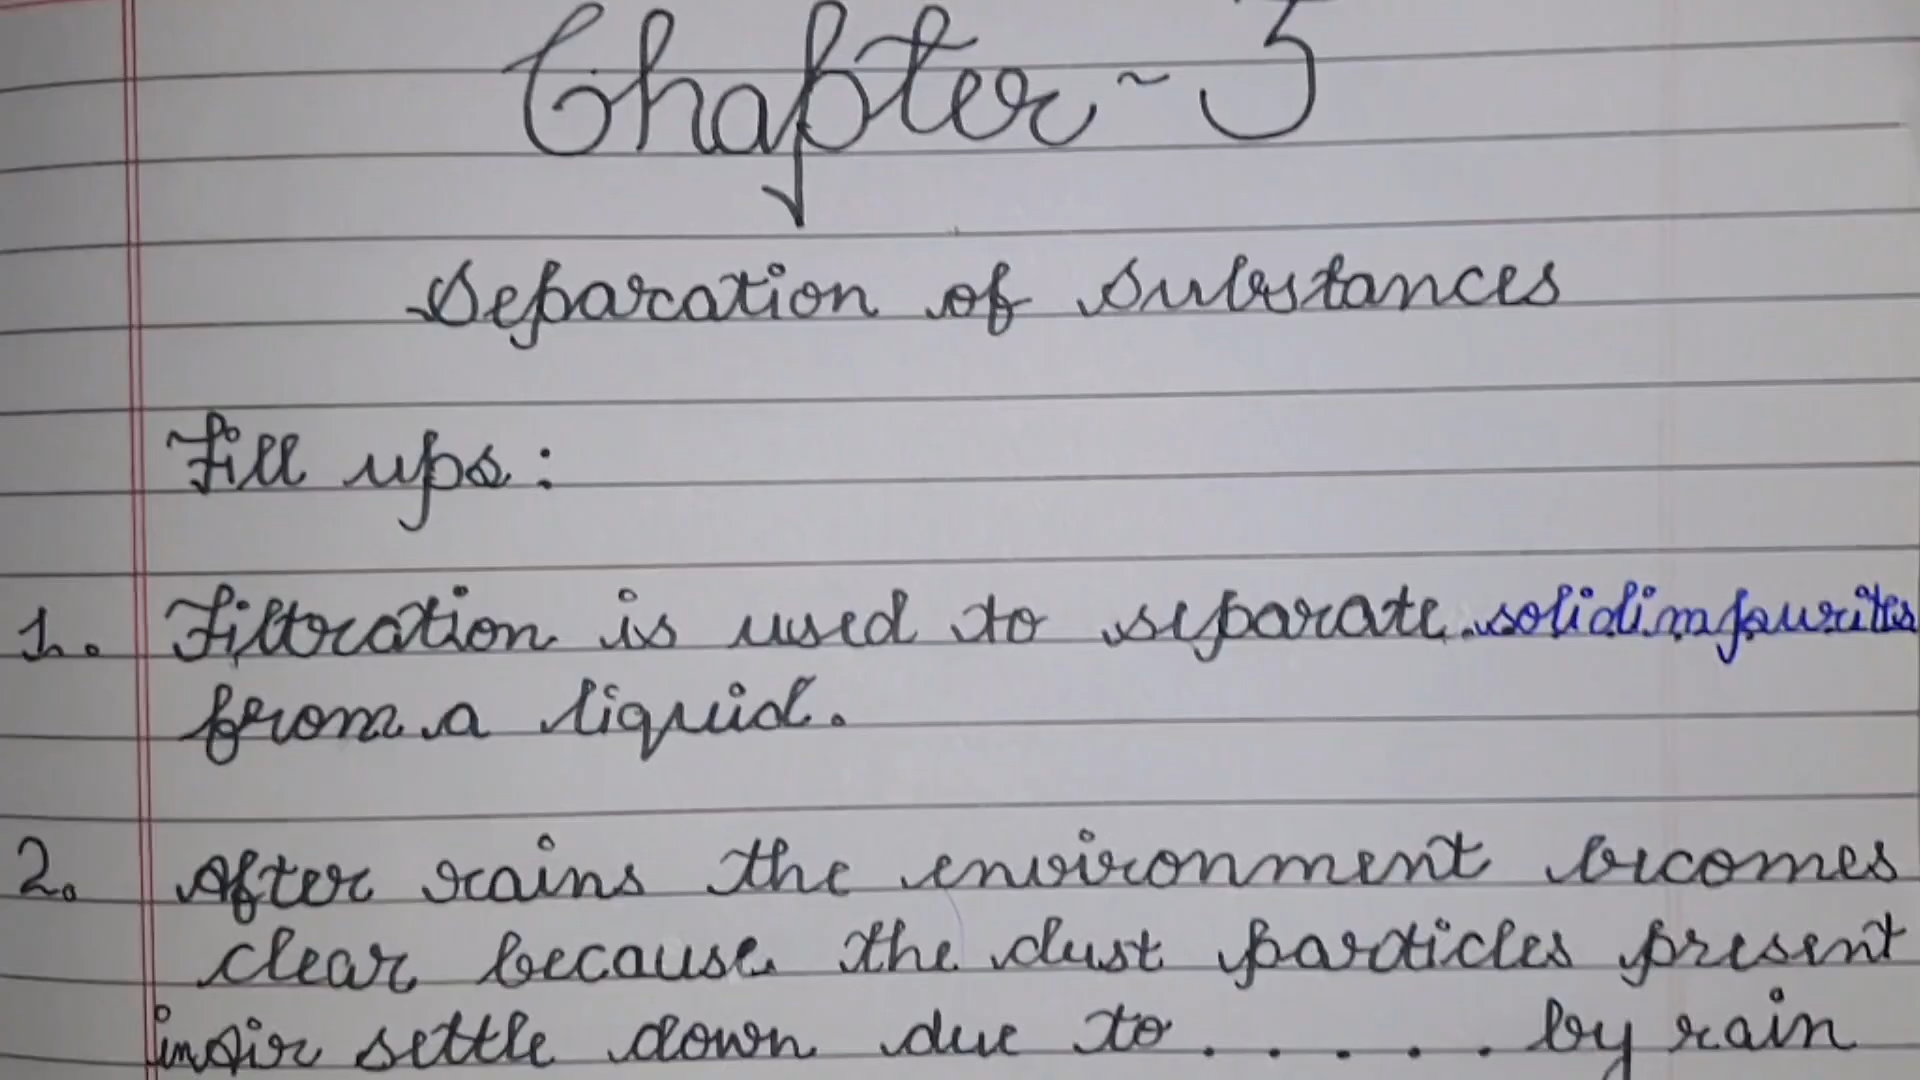 Chapter - 5
Separation of substances
Fill ups:
1. Filtration is used to separate solid impurities
from a liquid.
2. After rains the environment becomes
clear because the dust particles present
in air settle down due to . . . . . by rain